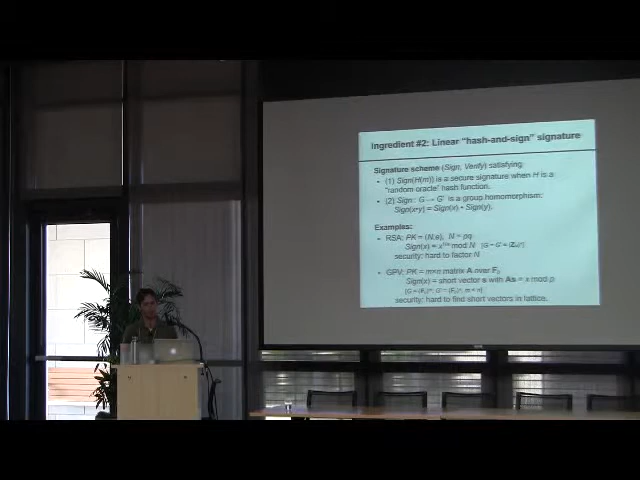 Ingredient #2: Linear "hash-and-sign" signature
Signature scheme (Sign, Verify) satisfying:
• (1) Sign(H(m)) is a secure signature when H is a
"random oracle" hash function.
• (2) Sign: G → G' is a group homomorphism:
Sign(x•y) = Sign(x) • Sign(y).
Examples:
• RSA: PK = (N,e), N = pq
mod N
security: hard to factor N
• GPV: PK = m×n matrix A over
Sign(x) = short vector s with As = x mod p
security: hard to find short vectors in lattice.